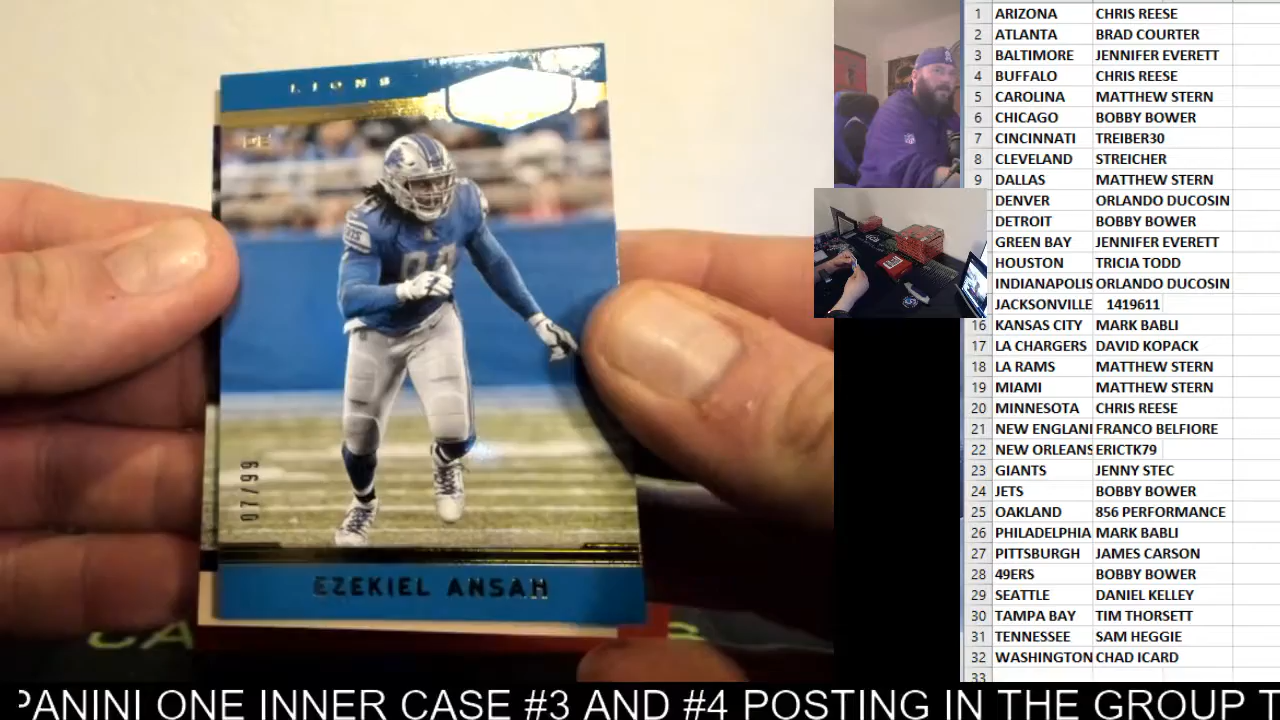 LIONS
DE
07/99
EZEKIEL ANSAH
1 ARIZONA CHRIS REESE
2 ATLANTA BRAD COURTER
3 BALTIMORE JENNIFER EVERETT
4 BUFFALO CHRIS REESE
5 CAROLINA MATTHEW STERN
6 CHICAGO BOBBY BOWER
7 CINCINNATI TREIBER30
8 CLEVELAND STREICHER
9 DALLAS MATTHEW STERN
DENVER ORLANDO DUCOSIN
DETROIT BOBBY BOWER
GREEN BAY JENNIFER EVERETT
HOUSTON TRICIA TODD
INDIANAPOLIS ORLANDO DUCOSIN
JACKSONVILLE 1419611
16 KANSAS CITY MARK BABLI
17 LA CHARGERS DAVID KOPACK
18 LA RAMS MATTHEW STERN
19 MIAMI MATTHEW STERN
20 MINNESOTA CHRIS REESE
21 NEW ENGLAN FRANCO BELFIORE
22 NEW ORLEANS ERICTK79
23 GIANTS JENNY STEC
24 JETS BOBBY BOWER
25 OAKLAND 856 PERFORMANCE
26 PHILADELPHIA MARK BABLI
27 PITTSBURGH JAMES CARSON
28 49ERS BOBBY BOWER
29 SEATTLE DANIEL KELLEY
30 TAMPA BAY TIM THORSETT
31 TENNESSEE SAM HEGGIE
32 WASHINGTON CHAD ICARD
33
PANINI ONE INNER CASE #3 AND #4 POSTING IN THE GROUP T